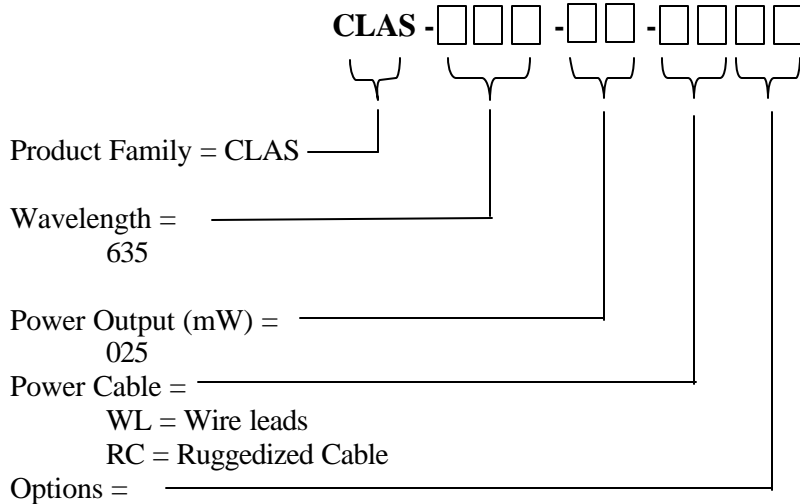 CLAS -□□□ -□□ -□□□□
Product Family = CLAS
Wavelength =
635
Power Output (mW) =
025
Power Cable =
WL = Wire leads
RC = Ruggedized Cable
Options =